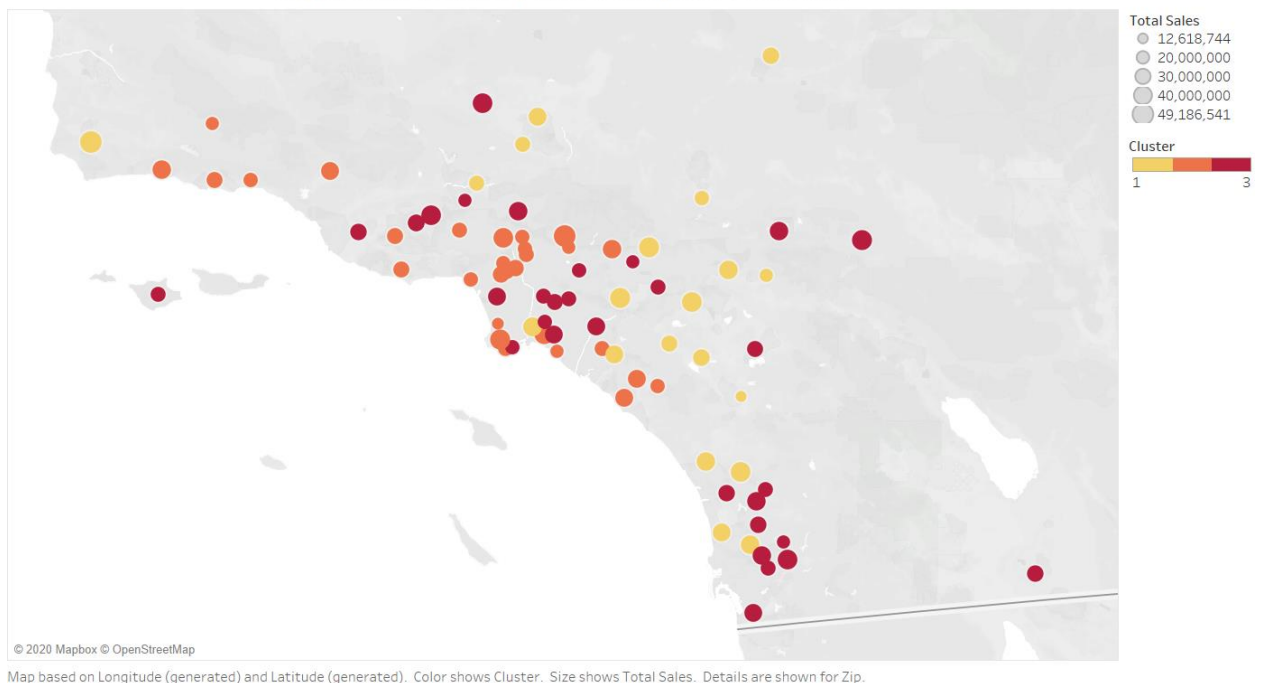 Total Sales
12,618,744
20,000,000
30,000,000
40,000,000
49,186,541
Cluster
1 3
© 2020 Mapbox © OpenStreetMap
Map based on Longitude (generated) and Latitude (generated). Color shows Cluster. Size shows Total Sales. Details are shown for Zip.